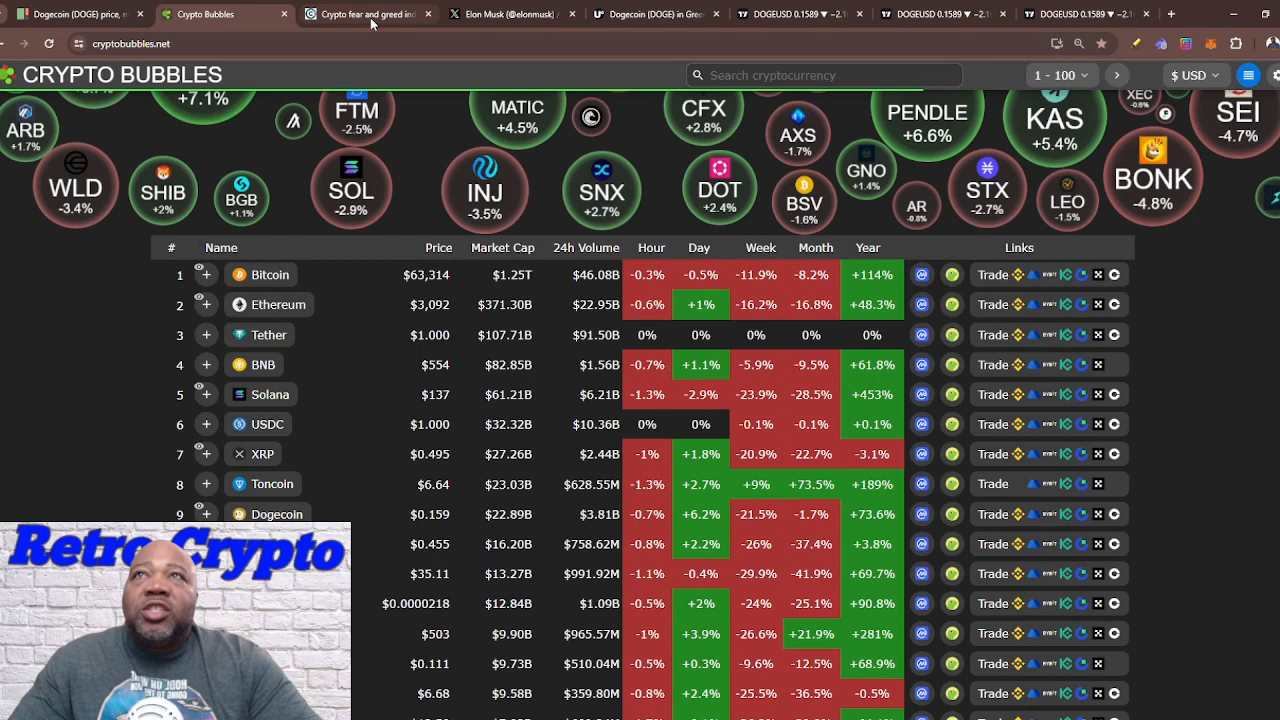 Dogecoin (DOGE) price, m
Crypto Bubbles
Crypto fear and greed ind
Elon Musk (@elonmusk) /
Dogecoin (DOGE) in Gree
DOGEUSD 0.1589 ▼ −2.1
DOGEUSD 0.1589 ▼ −2.
DOGEUSD 0.1589 ▼ −2.
cryptobubbles.net
CRYPTO BUBBLES
Search cryptocurrency
1 - 100
$ USD
+7.1%
ARB
+1.7%
FTM
-2.5%
MATIC
+4.5%
CFX
+2.8%
AXS
-1.7%
PENDLE
+6.6%
KAS
+5.4%
XEC
-0.6%
SEI
-4.7%
WLD
-3.4%
SHIB
+2%
BGB
+1.1%
SOL
-2.9%
INJ
-3.5%
SNX
+2.7%
DOT
+2.4%
BSV
-1.6%
GNO
+1.4%
AR
-0.8%
STX
-2.7%
LEO
-1.5%
BONK
-4.8%
# Name Price Market Cap 24h Volume Hour Day Week Month Year Links
1 Bitcoin $63,314 $1.25T $46.08B -0.3% -0.5% -11.9% -8.2% +114% Trade
2 Ethereum $3,092 $371.30B $22.95B -0.6% +1% -16.2% -16.8% +48.3% Trade
3 Tether $1.000 $107.71B $91.50B 0% 0% 0% 0% 0% Trade
4 BNB $554 $82.85B $1.56B -0.7% +1.1% -5.9% -9.5% +61.8% Trade
5 Solana $137 $61.21B $6.21B -1.3% -2.9% -23.9% -28.5% +453% Trade
6 USDC $1.000 $32.32B $10.36B 0% 0% -0.1% -0.1% +0.1% Trade
7 XRP $0.495 $27.26B $2.44B -1% +1.8% -20.9% -22.7% -3.1% Trade
8 Toncoin $6.64 $23.03B $628.55M -1.3% +2.7% +9% +73.5% +189% Trade
9 Dogecoin $0.159 $22.89B $3.81B -0.7% +6.2% -21.5% -1.7% +73.6% Trade
$0.455 $16.20B $758.62M -0.8% +2.2% -26% -37.4% +3.8% Trade
$35.11 $13.27B $991.92M -1.1% -0.4% -29.9% -41.9% +69.7% Trade
$0.0000218 $12.84B $1.09B -0.5% +2% -24% -25.1% +90.8% Trade
$503 $9.90B $965.57M -1% +3.9% -26.6% +21.9% +281% Trade
$0.111 $9.73B $510.04M -0.5% +0.3% -9.6% -12.5% +68.9% Trade
$6.68 $9.58B $359.80M -0.8% +2.4% -25.5% -36.5% -0.5% Trade
Retro Crypto